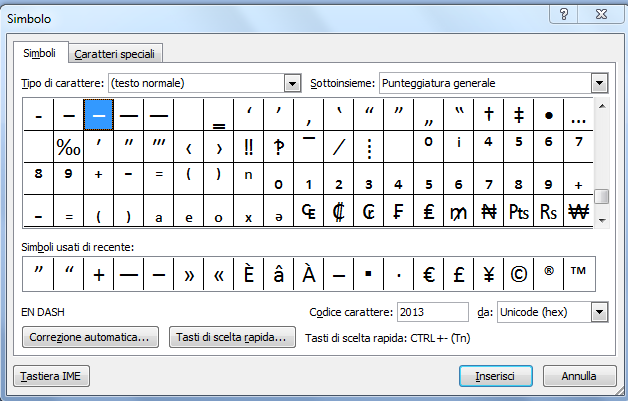 Simbolo
Simboli Caratteri speciali
Tipo di carattere: (testo normale) Sottoinsieme: Punteggiatura generale
‑ ‒ – — ― ‗ ‘ ’ ‚ ‛ “ ” „ ‟ † ‡ • …
‰ ′ ″ ‴ ‹ › ‼ ‽ ‾ ⁄ ⁞ ⁰ ⁱ ⁴ ⁵ ⁶ ⁷
⁸ ⁹ ⁺ ⁻ ⁼ ⁽ ⁾ ⁿ ₀ ₁ ₂ ₃ ₄ ₅ ₆ ₇ ₈ ₉ ₊
₋ ₌ ₍ ₎ ₐ ₑ ₒ ₓ ₔ ₠ ₡ ₢ ₣ ₤ ₥ ₦ ₧ ₨ ₩
Simboli usati di recente:
” “ + — – » « È â À – ▪ · € £ ¥ © ® ™
EN DASH Codice carattere: 2013 da: Unicode (hex)
Correzione automatica... Tasti di scelta rapida... Tasti di scelta rapida: CTRL+- (Tn)
Tastiera IME Inserisci Annulla